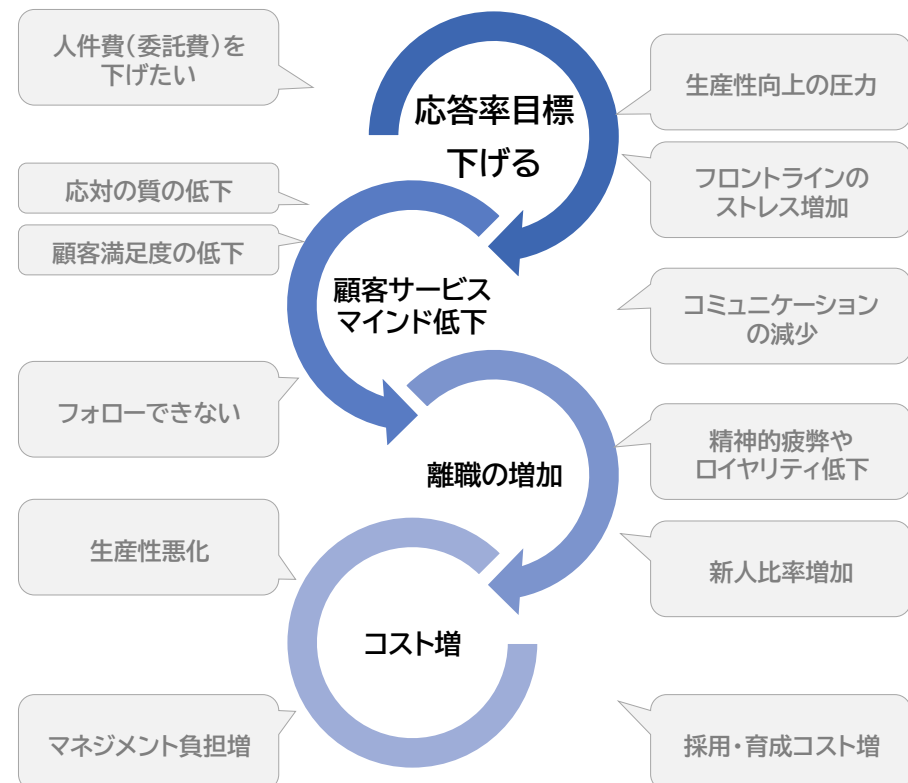 人件費（委託費）を
下げたい
応答率目標
下げる
生産性向上の圧力
フロントラインの
ストレス増加
応対の質の低下
顧客満足度の低下
顧客サービス
マインド低下
コミュニケーション
の減少
フォローできない
離職の増加
精神的疲弊や
ロイヤリティ低下
生産性悪化
新人比率増加
コスト増
マネジメント負担増
採用・育成コスト増